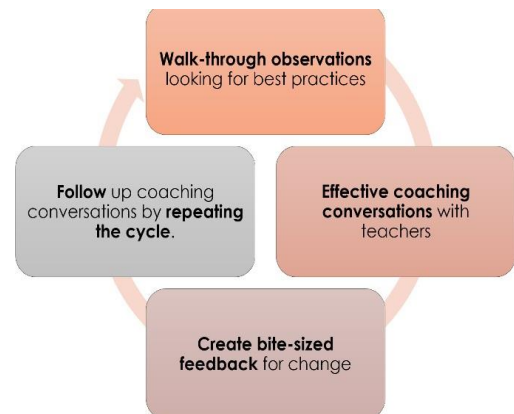 Walk-through observations
looking for best practices
Effective coaching
conversations with
teachers
Create bite-sized
feedback for change
Follow up coaching
conversations by repeating
the cycle.